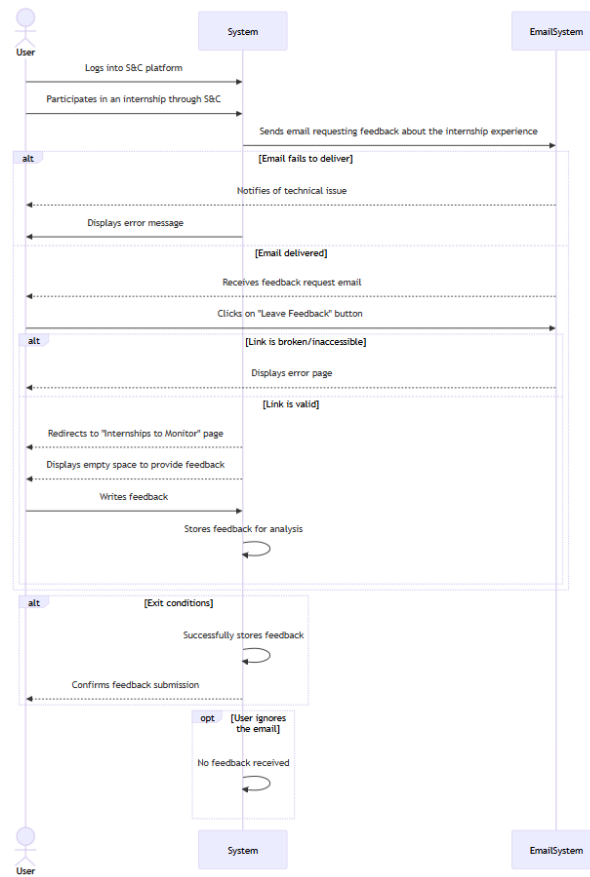 User
System
EmailSystem
Logs into S&C platform
Participates in an internship through S&C
Sends email requesting feedback about the internship experience
alt
[Email fails to deliver]
Notifies of technical issue
Displays error message
[Email delivered]
Receives feedback request email
Clicks on "Leave Feedback" button
alt
[Link is broken/inaccessible]
Displays error page
[Link is valid]
Redirects to "Internships to Monitor" page
Displays empty space to provide feedback
Writes feedback
Stores feedback for analysis
alt
[Exit conditions]
Successfully stores feedback
Confirms feedback submission
opt
[User ignores
the email]
No feedback received
User
System
EmailSystem